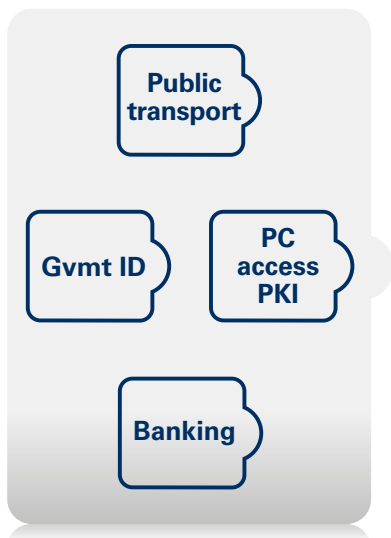 Public
transport
Gvmt ID
PC
access
PKI
Banking